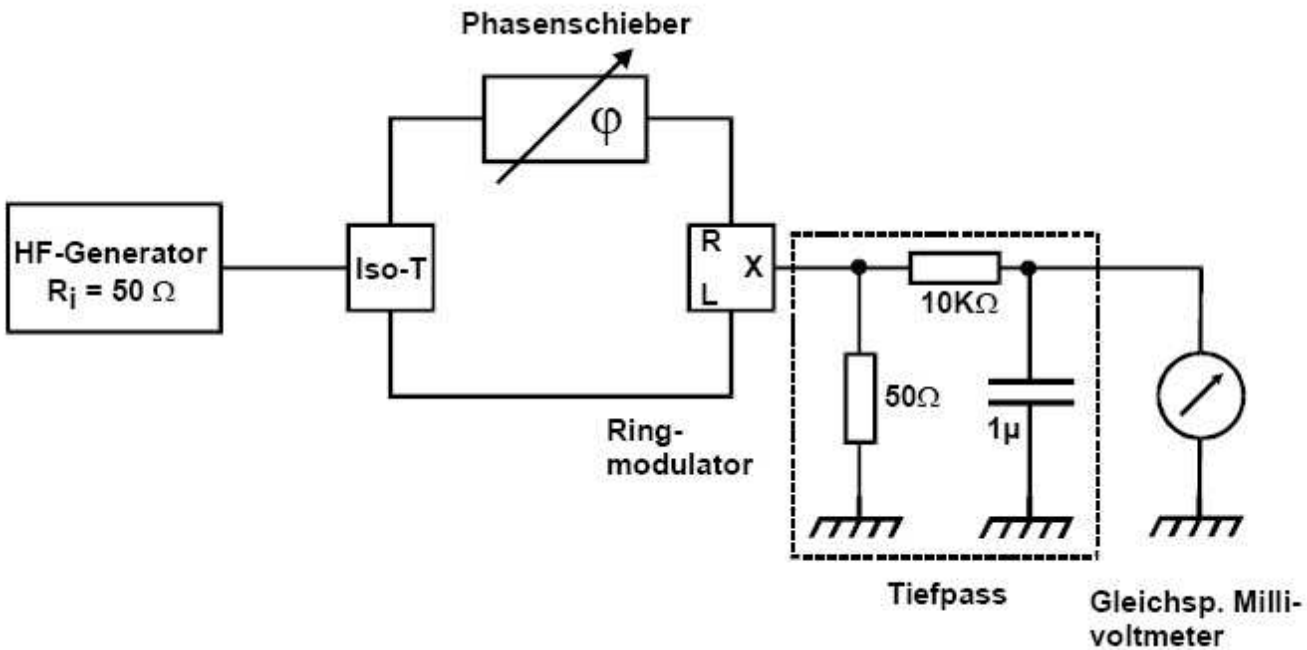 Phasenschieber
φ
HF-Generator
Ri = 50 Ω
Iso-T
R
X
L
10KΩ
50Ω
1µ
Ring-
modulator
Tiefpass
Gleichsp. Milli-
voltmeter